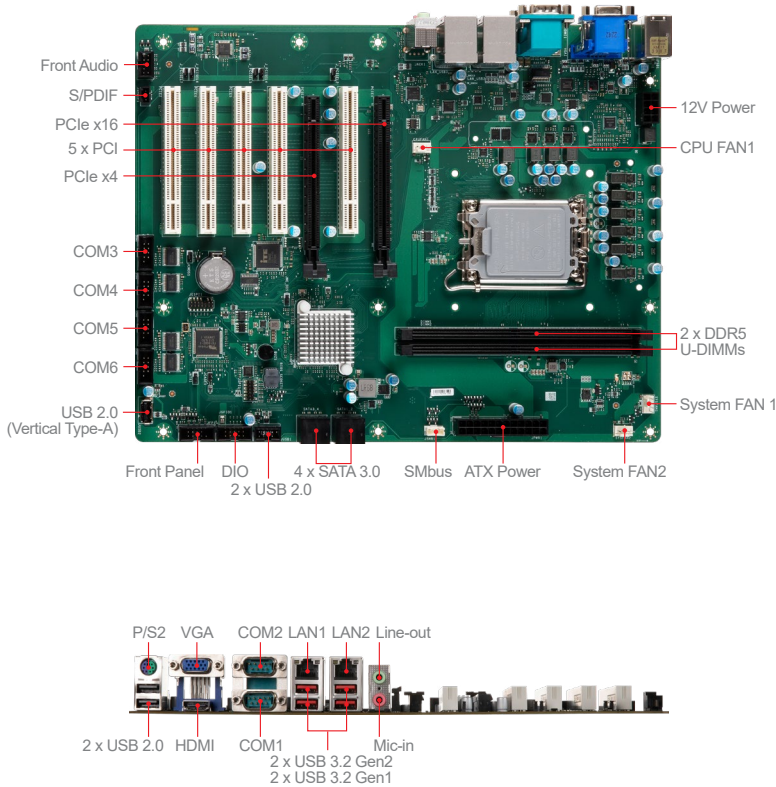 Front Audio
S/PDIF
PCIe x16
5 x PCI
PCIe x4
12V Power
CPU FAN1
COM3
COM4
COM5
COM6
USB 2.0
(Vertical Type-A)
2 x DDR5
U-DIMMs
System FAN 1
Front Panel
DIO
2 x USB 2.0
4 x SATA 3.0
SMbus
ATX Power
System FAN2
P/S2
VGA
COM2
LAN1
LAN2
Line-out
2 x USB 2.0
HDMI
COM1
2 x USB 3.2 Gen2
2 x USB 3.2 Gen1
Mic-in